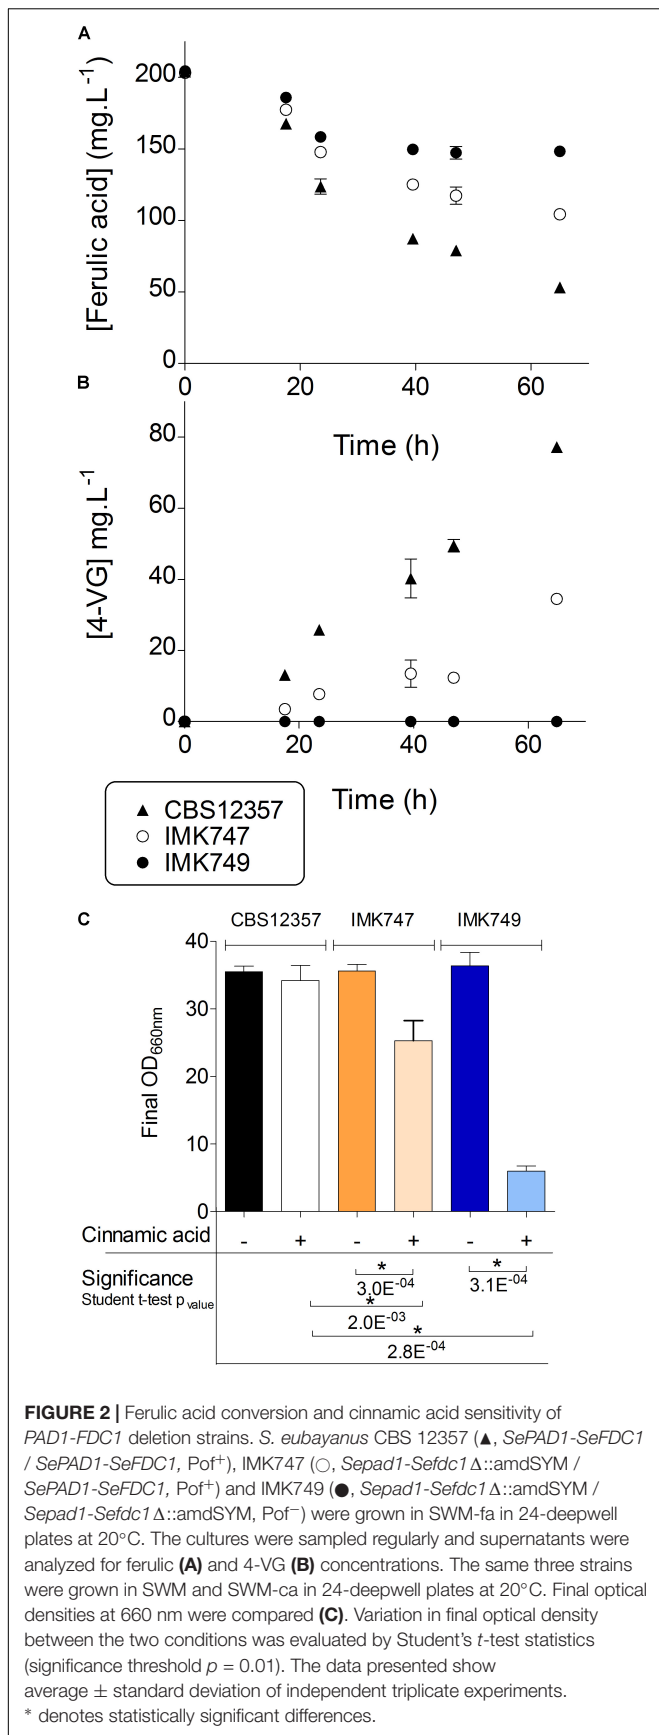 A
[Ferulic acid] (mg.L-1)
200
150
100
50
0
0 20 40 60
Time (h)
B
[4-VG] mg.L-1
80
60
40
20
0
0 20 40 60
Time (h)
▲ CBS12357
○ IMK747
● IMK749
C
CBS12357 IMK747 IMK749
Final OD660nm
40
30
20
10
0
Cinnamic acid - + - + - +
Significance
Student t-test p value
* *
3.0E-04 3.1E-04
*
2.0E-03
*
2.8E-04
FIGURE 2 | Ferulic acid conversion and cinnamic acid sensitivity of
PAD1-FDC1 deletion strains. S. eubayanus CBS 12357 (▲, SePAD1-SeFDC1
/ SePAD1-SeFDC1, Pof+), IMK747 (○, Sepad1-Sefdc1Δ::amdSYM /
SePAD1-SeFDC1, Pof+) and IMK749 (●, Sepad1-Sefdc1Δ::amdSYM /
Sepad1-Sefdc1Δ::amdSYM, Pof−) were grown in SWM-fa in 24-deepwell
plates at 20°C. The cultures were sampled regularly and supernatants were
analyzed for ferulic (A) and 4-VG (B) concentrations. The same three strains
were grown in SWM and SWM-ca in 24-deepwell plates at 20°C. Final optical
densities at 660 nm were compared (C). Variation in final optical density
between the two conditions was evaluated by Student's t-test statistics
(significance threshold p = 0.01). The data presented show
average ± standard deviation of independent triplicate experiments.
* denotes statistically significant differences.